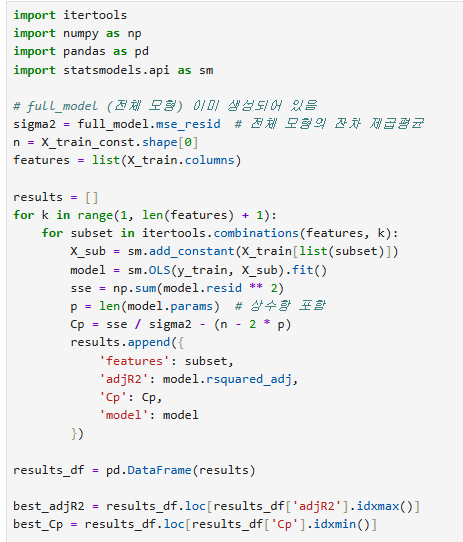 import itertools
import numpy as np
import pandas as pd
import statsmodels.api as sm

# full_model (전체 모형) 이미 생성되어 있음
sigma2 = full_model.mse_resid  # 전체 모형의 잔차 제곱평균
n = X_train_const.shape[0]
features = list(X_train.columns)

results = []
for k in range(1, len(features) + 1):
    for subset in itertools.combinations(features, k):
        X_sub = sm.add_constant(X_train[list(subset)])
        model = sm.OLS(y_train, X_sub).fit()
        sse = np.sum(model.resid ** 2)
        p = len(model.params)  # 상수항 포함
        Cp = sse / sigma2 - (n - 2 * p)
        results.append({
            'features': subset,
            'adjR2': model.rsquared_adj,
            'Cp': Cp,
            'model': model
        })

results_df = pd.DataFrame(results)

best_adjR2 = results_df.loc[results_df['adjR2'].idxmax()]
best_Cp = results_df.loc[results_df['Cp'].idxmin()]